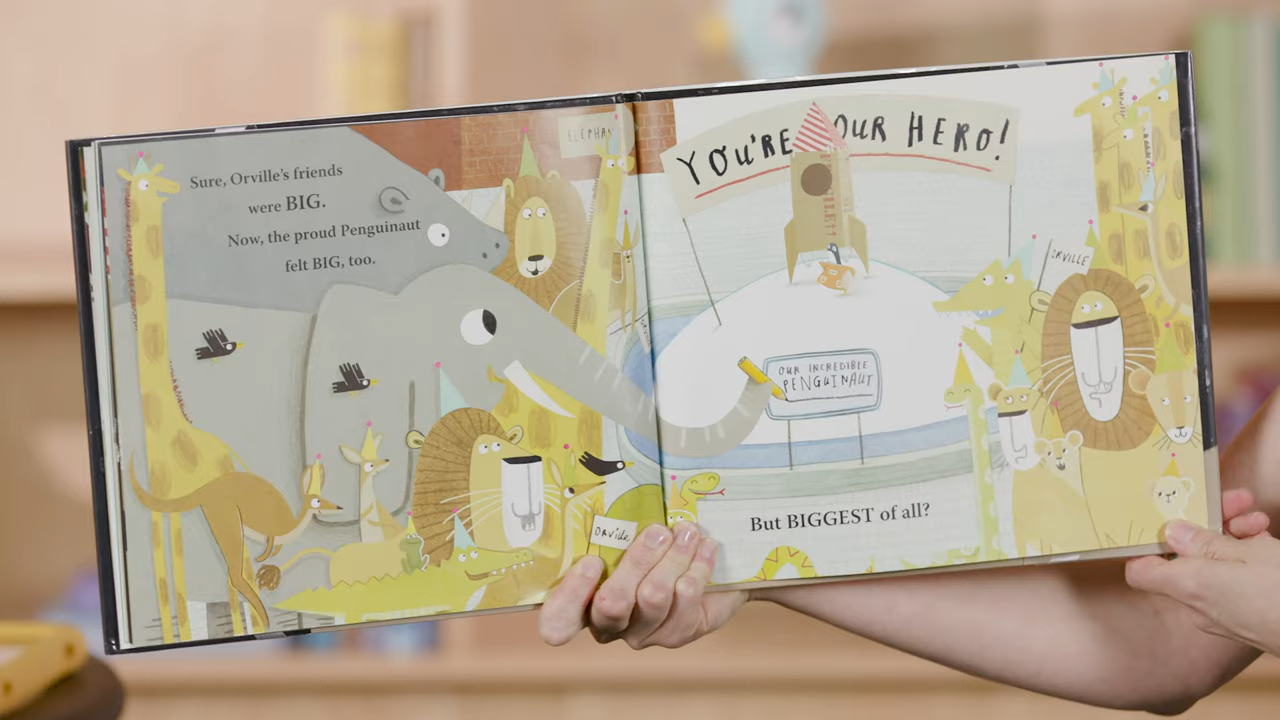 Sure, Orville's friends
were BIG.
Now, the proud Penguinaut
felt BIG, too.
ORVILLE
YOU'RE OUR HERO!
ORVILLE
OUR INCREDIBLE
PENGUINAUT
But BIGGEST of all?